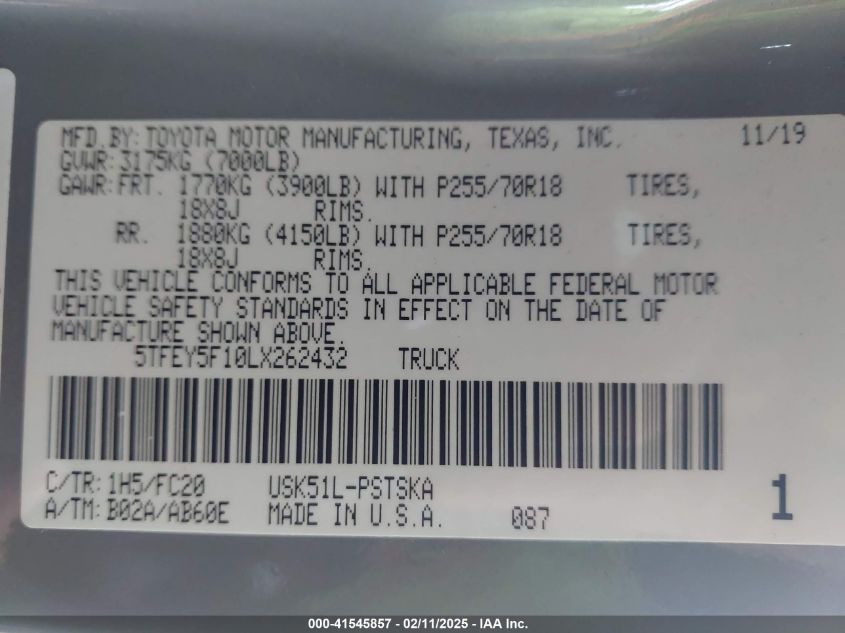 MFD. BY: TOYOTA MOTOR MANUFACTURING, TEXAS, INC. 11/19
GVWR: 3175KG (7000LB)
GAWR: FRT. 1770KG (3900LB) WITH P255/70R18 TIRES,
18X8J RIMS.
RR. 1880KG (4150LB) WITH P255/70R18 TIRES,
18X8J RIMS.
THIS VEHICLE CONFORMS TO ALL APPLICABLE FEDERAL MOTOR
VEHICLE SAFETY STANDARDS IN EFFECT ON THE DATE OF
MANUFACTURE SHOWN ABOVE.
5TFEY5F10LX262432 TRUCK
C/TR: 1H5/FC20 USK51L-PSTSKA
A/TM: B02A/AB60E MADE IN U.S.A. 087 1
000-41545857 - 02/11/2025 - IAA Inc.